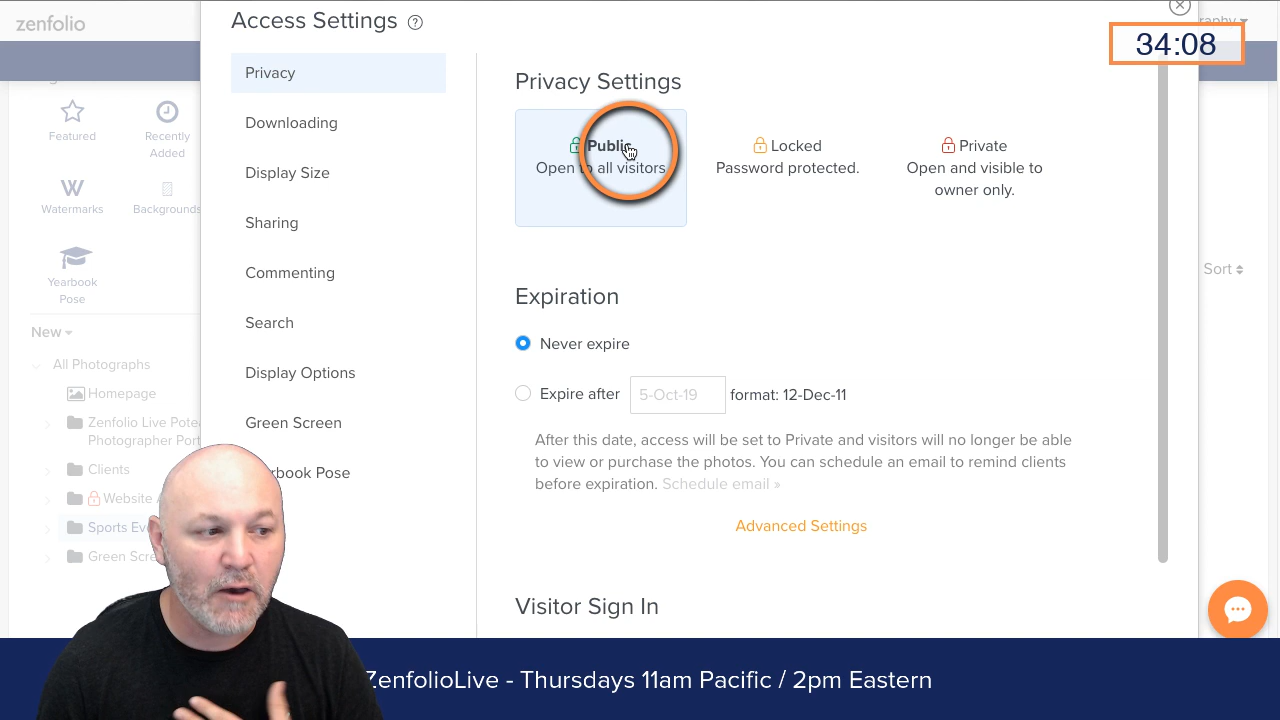 zenfolio
Access Settings ?
34:08
Privacy
Downloading
Display Size
Sharing
Commenting
Search
Display Options
Green Screen
Pose
Privacy Settings
Public
Open to all visitors
Locked
Password protected.
Private
Open and visible to
owner only.
Expiration
Never expire
Expire after 5-Oct-19 format: 12-Dec-11
After this date, access will be set to Private and visitors will no longer be able
to view or purchase the photos. You can schedule an email to remind clients
before expiration. Schedule email »
Advanced Settings
Visitor Sign In
Featured
Recently
Added
Watermarks
Backgrounds
Yearbook
Pose
New
All Photographs
Homepage
Zenfolio Live
Photographer
Clients
Website
Sports
Green
Sort
ZenfolioLive - Thursdays 11am Pacific / 2pm Eastern